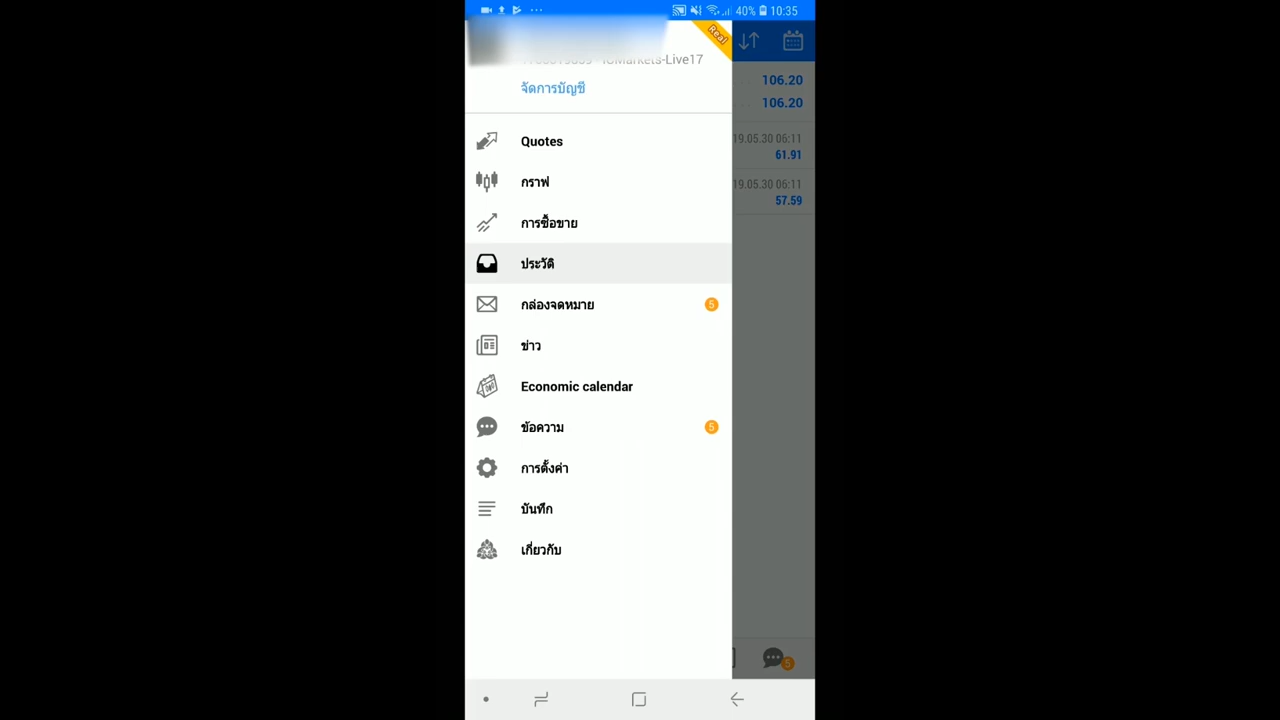 40% 10:35
Real
-Live17
จัดการบัญชี
106.20
106.20
Quotes
19.05.30 06:11
61.91
กราฟ
19.05.30 06:11
57.59
การซื้อขาย
ประวัติ
กล่องจดหมาย 5
ข่าว
Economic calendar
ข้อความ 5
การตั้งค่า
บันทึก
เกี่ยวกับ
5